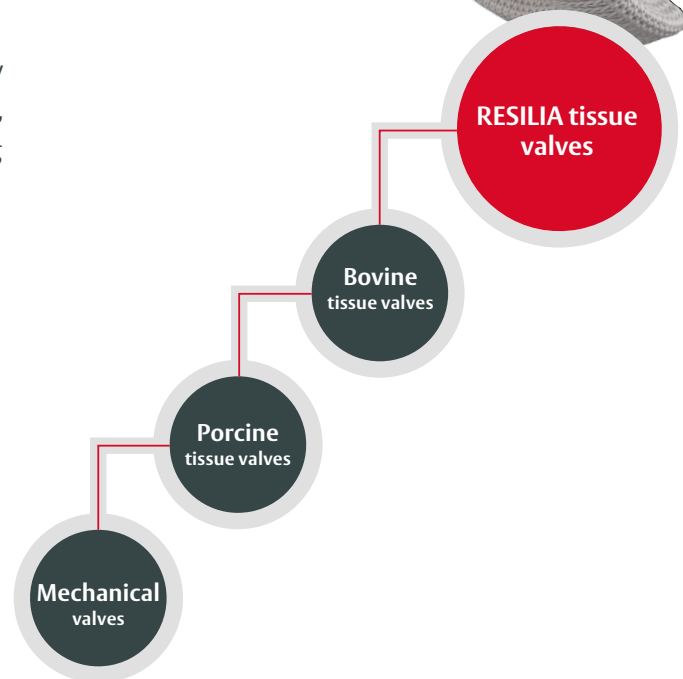 RESILIA tissue
valves
Bovine
tissue valves
Porcine
tissue valves
Mechanical
valves